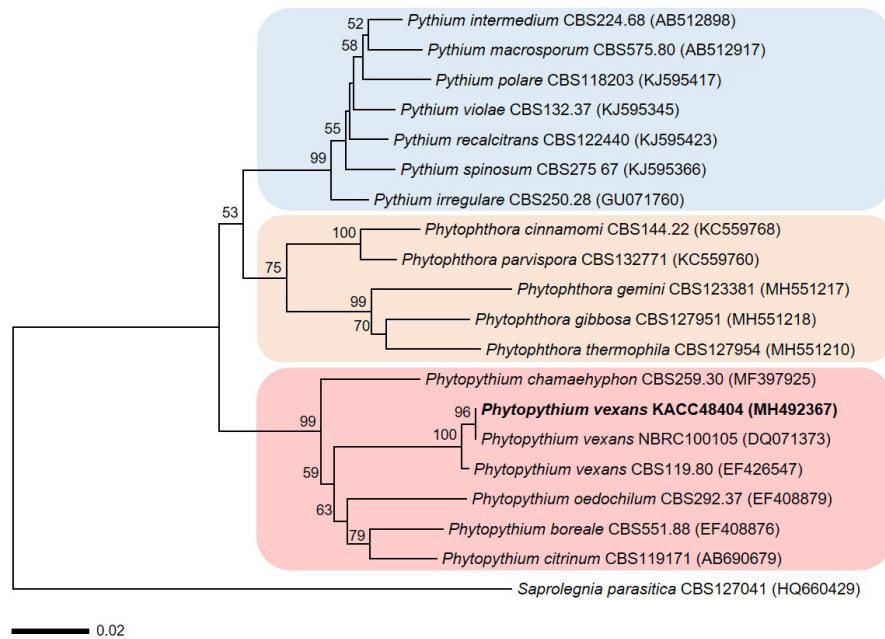 52
Pythium intermedium CBS224.68 (AB512898)
58
Pythium macrosporum CBS575.80 (AB512917)
Pythium polare CBS118203 (KJ595417)
Pythium violae CBS132.37 (KJ595345)
55
Pythium recalcitrans CBS122440 (KJ595423)
99
Pythium spinosum CBS275 67 (KJ595366)
Pythium irregulare CBS250.28 (GU071760)
53
100
Phytophthora cinnamomi CBS144.22 (KC559768)
75
Phytophthora parvispora CBS132771 (KC559760)
99
Phytophthora gemini CBS123381 (MH551217)
70
Phytophthora gibbosa CBS127951 (MH551218)
Phytophthora thermophila CBS127954 (MH551210)
Phytopythium chamaehyphon CBS259.30 (MF397925)
99
96
Phytopythium vexans KACC48404 (MH492367)
100
Phytopythium vexans NBRC100105 (DQ071373)
59
Phytopythium vexans CBS119.80 (EF426547)
63
Phytopythium oedochilum CBS292.37 (EF408879)
79
Phytopythium boreale CBS551.88 (EF408876)
Phytopythium citrinum CBS119171 (AB690679)
Saprolegnia parasitica CBS127041 (HQ660429)
0.02